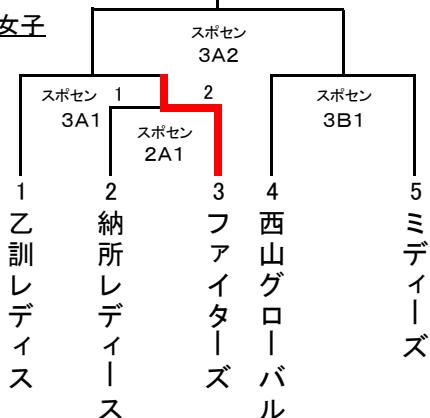 女子
スポセン
3A2
スポセン
3A1
1
2
スポセン
2A1
スポセン
3B1
1
2
3
4
5
乙訓レディス
納所レディース
ファイターズ
西山グローバル
ミディーズ